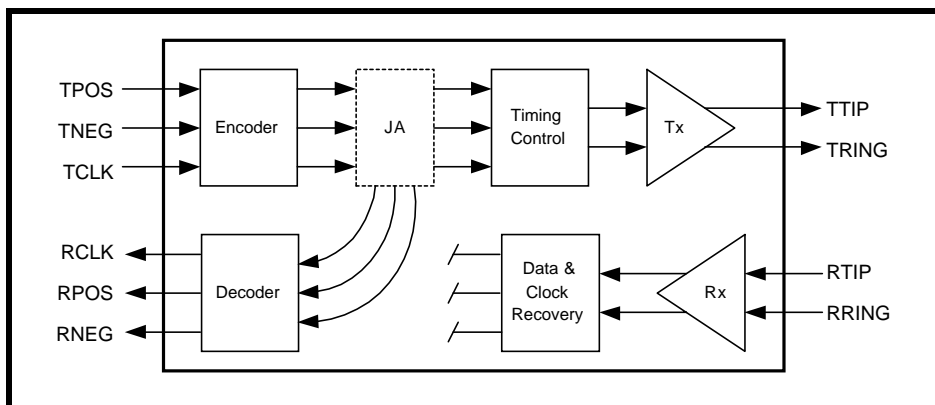 TPOS
TNEG
TCLK
Encoder
JA
Timing
Control
Tx
TTIP
TRING
RCLK
RPOS
RNEG
Decoder
Data &
Clock
Recovery
Rx
RTIP
RRING